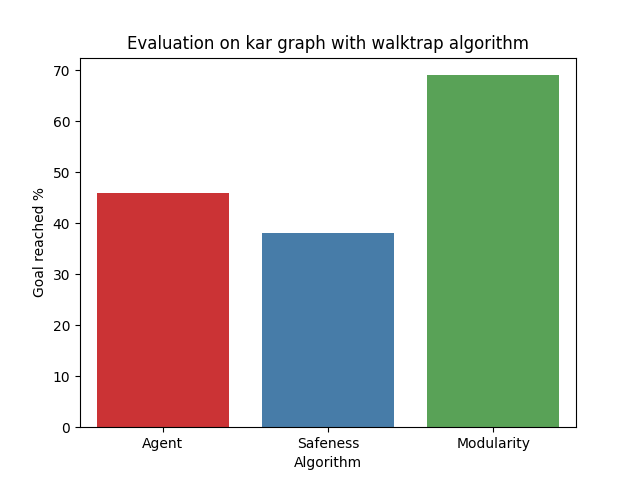 Evaluation on kar graph with walktrap algorithm
Goal reached %
70
60
50
40
30
20
10
0
Agent
Safeness
Modularity
Algorithm